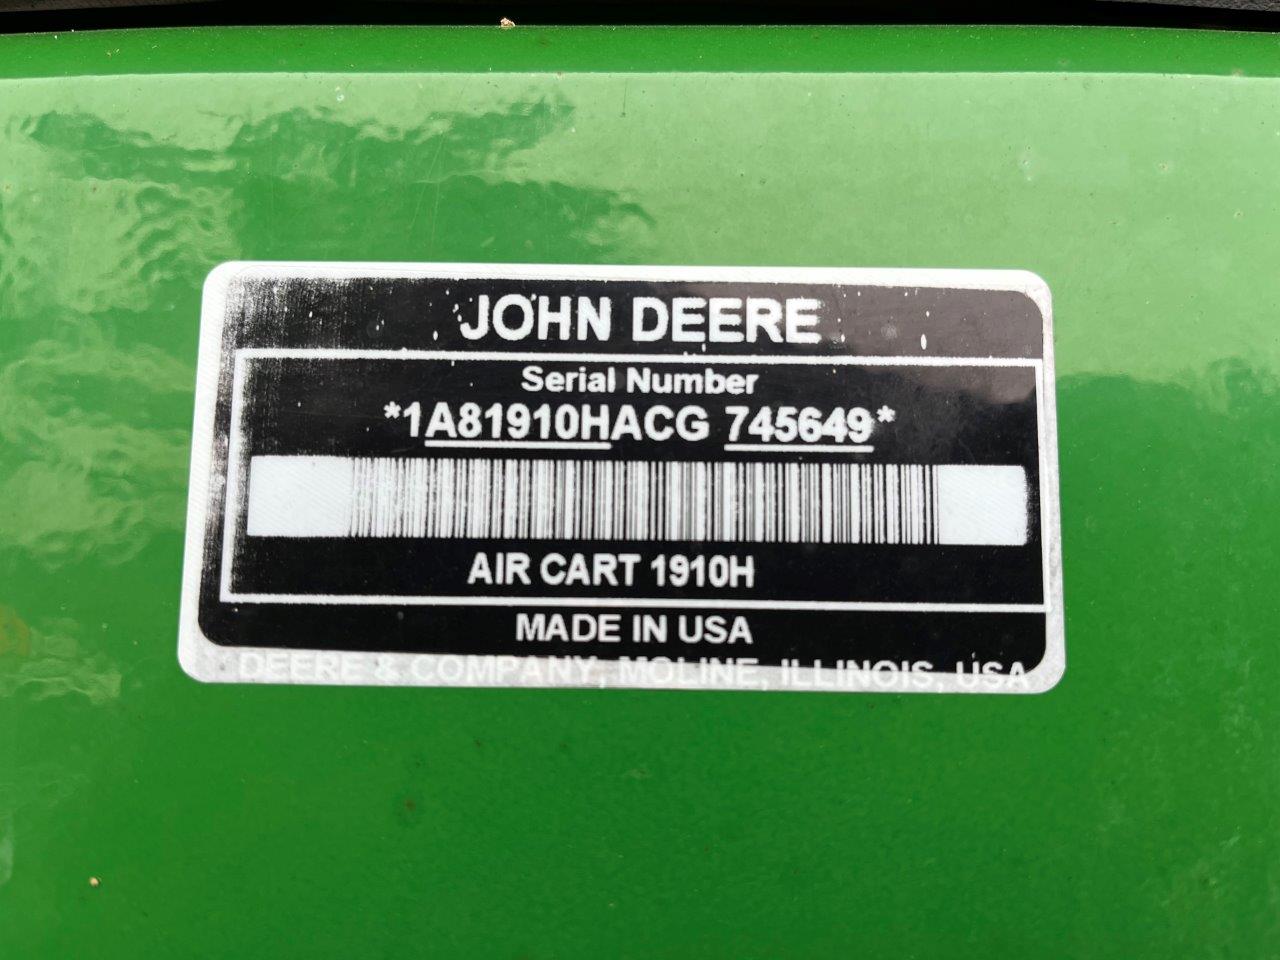 JOHN DEERE
Serial Number
*1A81910HACG 745649*
AIR CART 1910H
MADE IN USA
DEERE & COMPANY, MOLINE, ILLINOIS, USA